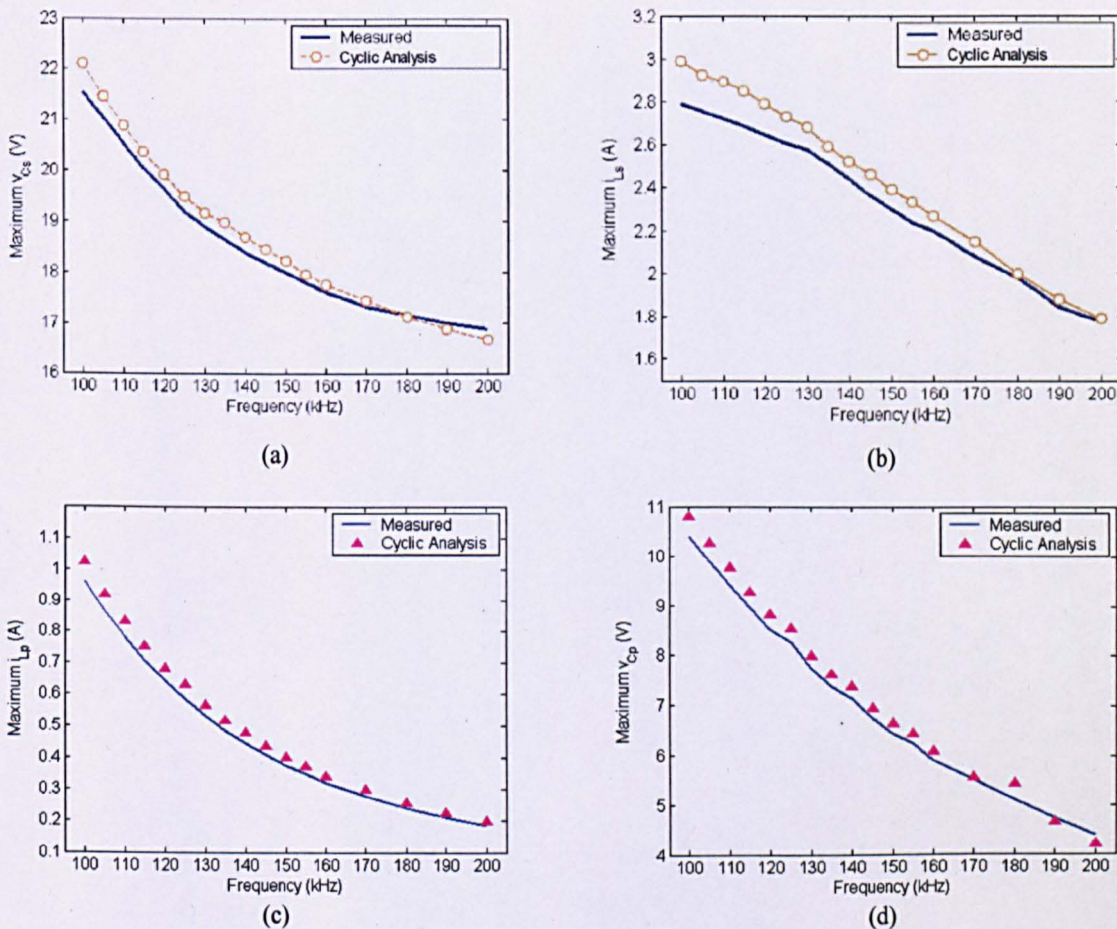 23
22
21
20
19
18
17
16
Maximum vCs (V)
Measured
Cyclic Analysis
100 110 120 130 140 150 160 170 180 190 200
Frequency (kHz)
(a)
3.2
3
2.8
2.6
2.4
2.2
2
1.8
1.6
Maximum iLs (A)
Measured
Cyclic Analysis
100 110 120 130 140 150 160 170 180 190 200
Frequency (kHz)
(b)
1.1
1
0.9
0.8
0.7
0.6
0.5
0.4
0.3
0.2
0.1
Maximum iLp (A)
Measured
Cyclic Analysis
100 110 120 130 140 150 160 170 180 190 200
Frequency (kHz)
(c)
11
10
9
8
7
6
5
4
Maximum vCp (V)
Measured
Cyclic Analysis
100 110 120 130 140 150 160 170 180 190 200
Frequency (kHz)
(d)